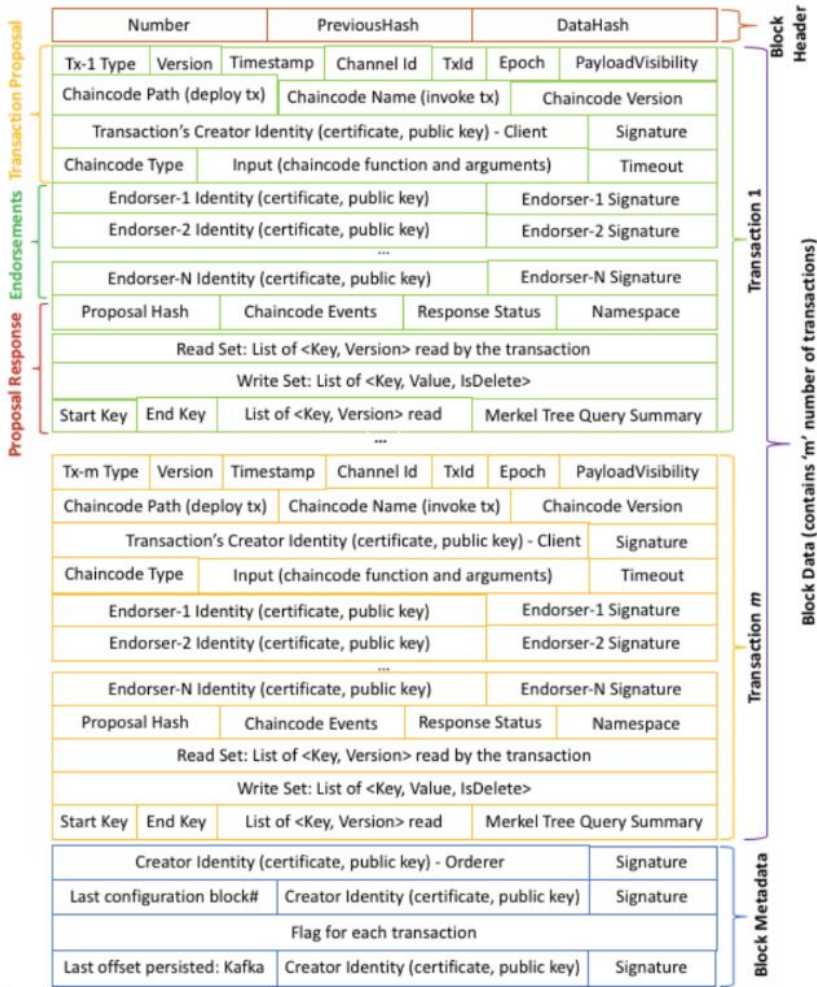 Number PreviousHash DataHash
Block Header
Transaction Proposal
Tx-1 Type Version Timestamp Channel Id TxId Epoch PayloadVisibility
Chaincode Path (deploy tx) Chaincode Name (invoke tx) Chaincode Version
Transaction's Creator Identity (certificate, public key) - Client Signature
Chaincode Type Input (chaincode function and arguments) Timeout
Endorsements
Endorser-1 Identity (certificate, public key) Endorser-1 Signature
Endorser-2 Identity (certificate, public key) Endorser-2 Signature
...
Endorser-N Identity (certificate, public key) Endorser-N Signature
Proposal Response
Proposal Hash Chaincode Events Response Status Namespace
Read Set: List of <Key, Version> read by the transaction
Write Set: List of <Key, Value, IsDelete>
Start Key End Key List of <Key, Version> read Merkel Tree Query Summary
Transaction 1
...
Tx-m Type Version Timestamp Channel Id TxId Epoch PayloadVisibility
Chaincode Path (deploy tx) Chaincode Name (invoke tx) Chaincode Version
Transaction's Creator Identity (certificate, public key) - Client Signature
Chaincode Type Input (chaincode function and arguments) Timeout
Endorser-1 Identity (certificate, public key) Endorser-1 Signature
Endorser-2 Identity (certificate, public key) Endorser-2 Signature
...
Endorser-N Identity (certificate, public key) Endorser-N Signature
Proposal Hash Chaincode Events Response Status Namespace
Read Set: List of <Key, Version> read by the transaction
Write Set: List of <Key, Value, IsDelete>
Start Key End Key List of <Key, Version> read Merkel Tree Query Summary
Transaction m
Block Data (contains 'm' number of transactions)
Creator Identity (certificate, public key) - Orderer Signature
Last configuration block# Creator Identity (certificate, public key) Signature
Flag for each transaction
Last offset persisted: Kafka Creator Identity (certificate, public key) Signature
Block Metadata